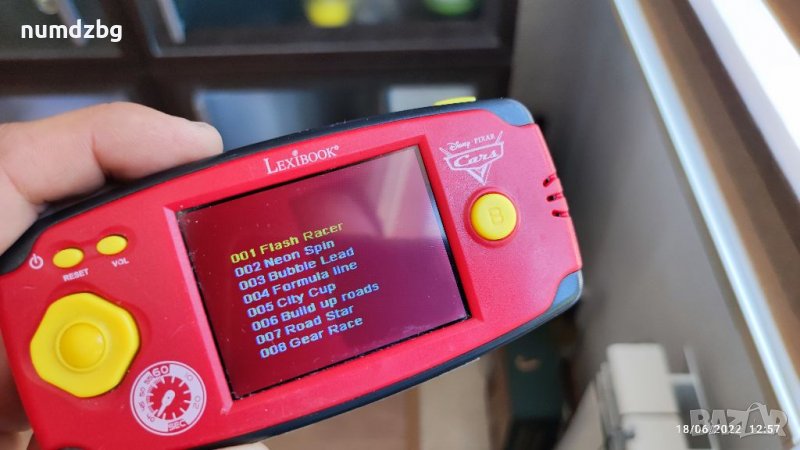 numdzbg
LEXIBOOK®
Disney PIXAR
Cars
001 Flash Racer
002 Neon Spin
003 Bubble Lead
004 Formula line
005 City Cup
006 Build up roads
007 Road Star
008 Gear Race
RESET
VOL
B
60
SEC
BAZAR
18/06/2022 12:57